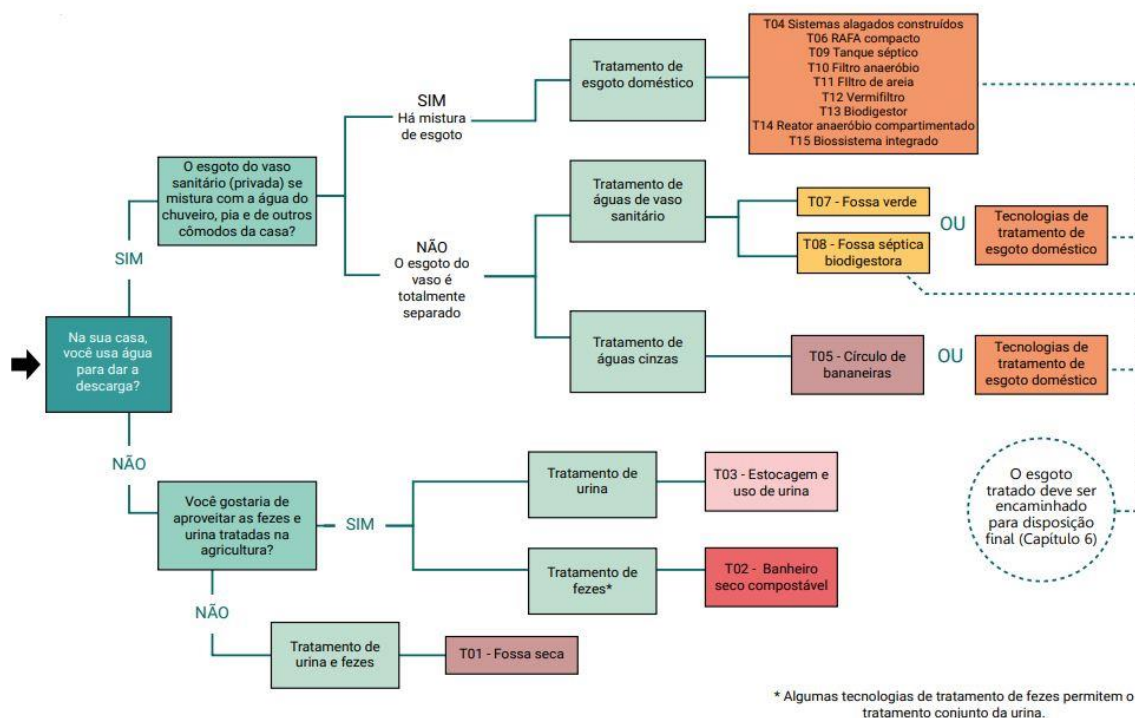 Na sua casa,
você usa água
para dar a
descarga?
SIM
O esgoto do vaso
sanitário (privada) se
mistura com a água do
chuveiro, pia e de outros
cômodos da casa?
SIM
Há mistura
de esgoto
Tratamento de
esgoto doméstico
T04 Sistemas alagados construídos
T06 RAFA compacto
T09 Tanque séptico
T10 Filtro anaeróbio
T11 FIltro de areia
T12 Vermifiltro
T13 Biodigestor
T14 Reator anaeróbio compartimentado
T15 Biossistema integrado
NÃO
O esgoto do
vaso é
totalmente
separado
Tratamento de
águas de vaso
sanitário
T07 - Fossa verde
T08 - Fossa séptica
biodigestora
OU
Tecnologias de
tratamento de
esgoto doméstico
Tratamento de
águas cinzas
T05 - Círculo de
bananeiras
OU
Tecnologias de
tratamento de
esgoto doméstico
NÃO
Você gostaria de
aproveitar as fezes e
urina tratadas na
agricultura?
SIM
Tratamento de
urina
T03 - Estocagem e
uso de urina
Tratamento de
fezes*
T02 - Banheiro
seco compostável
NÃO
Tratamento de
urina e fezes
T01 - Fossa seca
O esgoto
tratado deve ser
encaminhado
para disposição
final (Capítulo 6)
* Algumas tecnologias de tratamento de fezes permitem o
tratamento conjunto da urina.